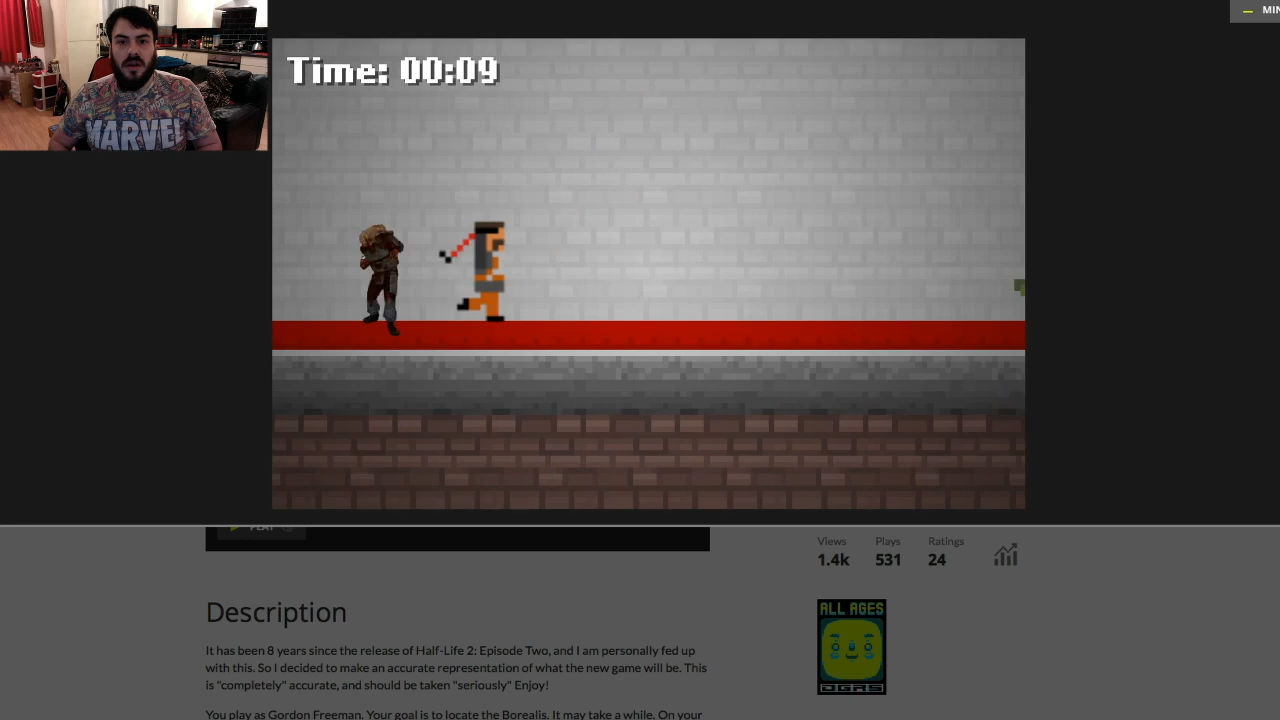 MIN
MARVEL
Time: 00:09
PLAY
Views
Plays
Ratings
1.4k
531
24
Description
ALL AGES
It has been 8 years since the release of Half-Life 2: Episode Two, and I am personally fed up
with this. So I decided to make an accurate representation of what the new game will be. This
is "completely" accurate, and should be taken "seriously" Enjoy!
DGRS
You play as Gordon Freeman. Your goal is to locate the Borealis. It may take a while. On your